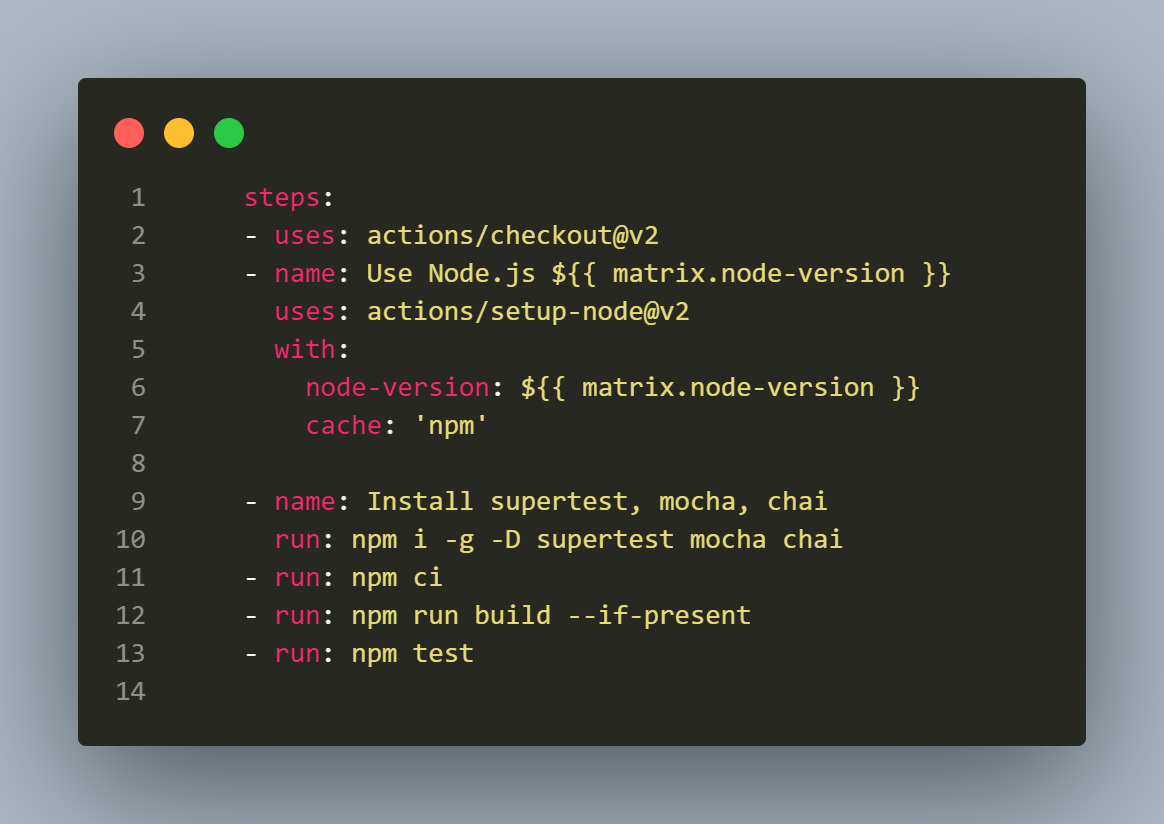 1 steps:
2 - uses: actions/checkout@v2
3 - name: Use Node.js ${{ matrix.node-version }}
4 uses: actions/setup-node@v2
5 with:
6 node-version: ${{ matrix.node-version }}
7 cache: 'npm'
8
9 - name: Install supertest, mocha, chai
10 run: npm i -g -D supertest mocha chai
11 - run: npm ci
12 - run: npm run build --if-present
13 - run: npm test
14